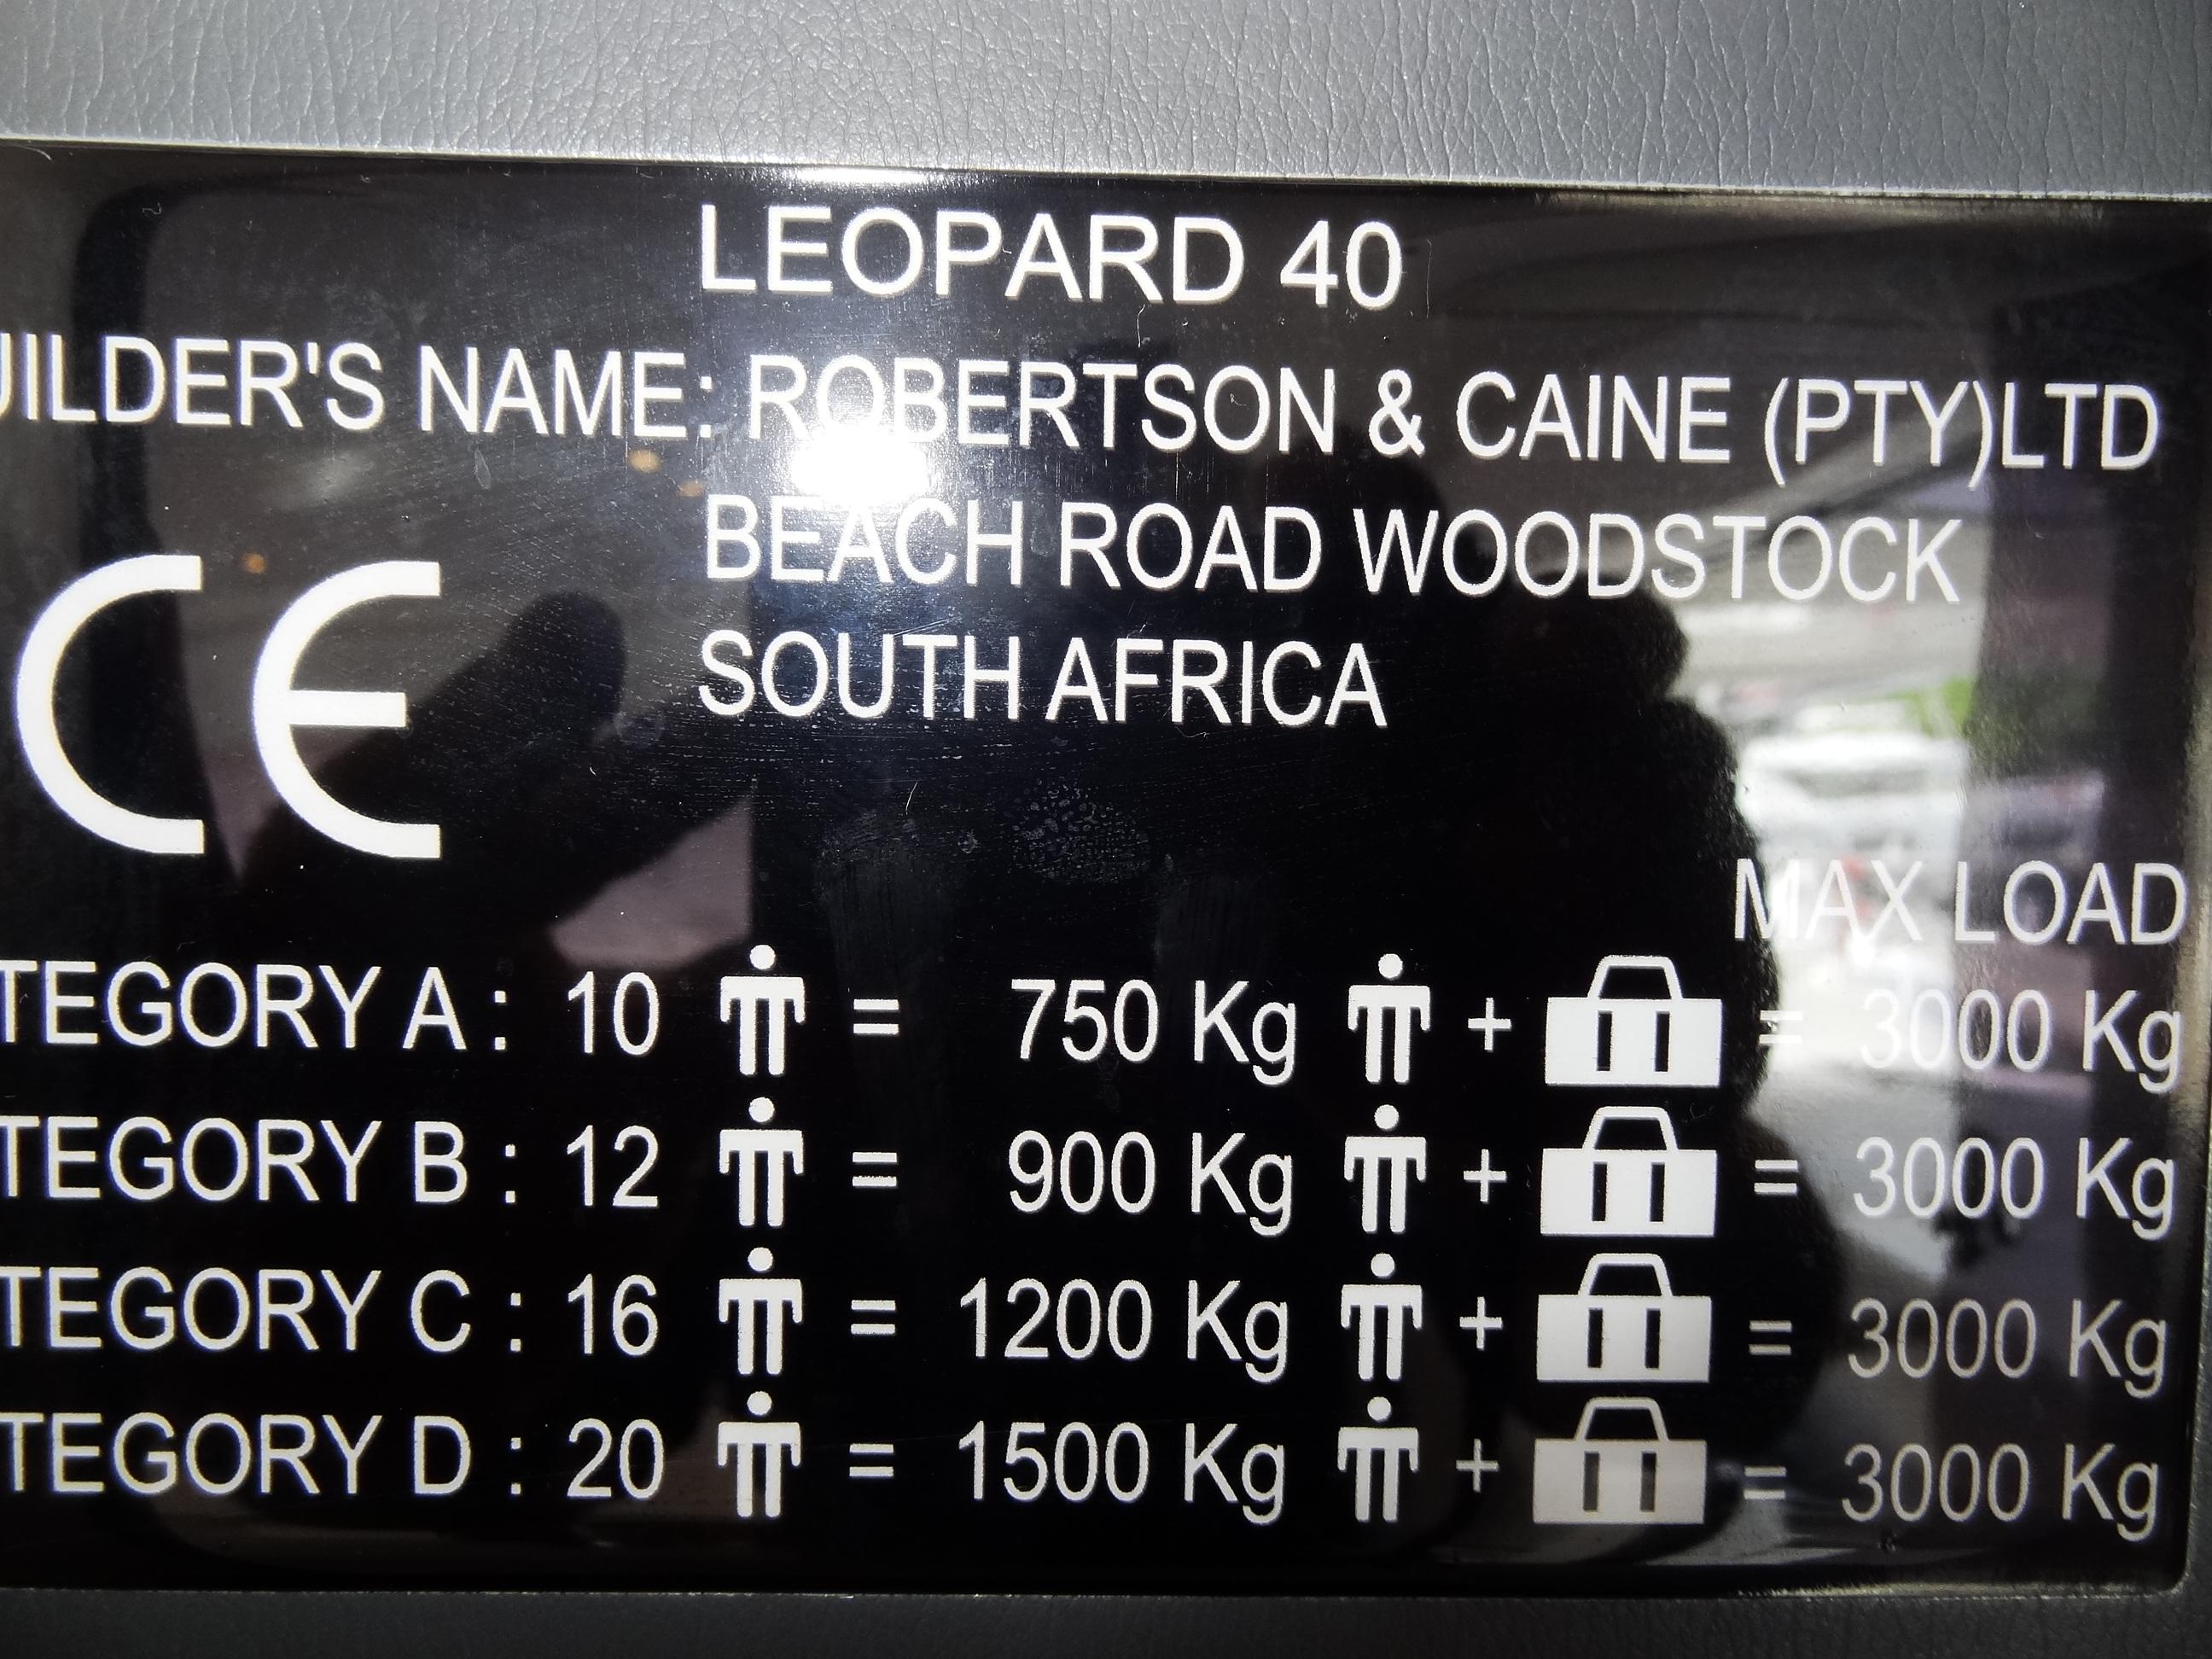 LEOPARD 40
UILDER'S NAME: ROBERTSON & CAINE (PTY)LTD
BEACH ROAD WOODSTOCK
SOUTH AFRICA
CE
MAX LOAD
TEGORY A : 10 = 750 Kg + = 3000 Kg
TEGORY B : 12 = 900 Kg + = 3000 Kg
TEGORY C : 16 = 1200 Kg + = 3000 Kg
TEGORY D : 20 = 1500 Kg + = 3000 Kg